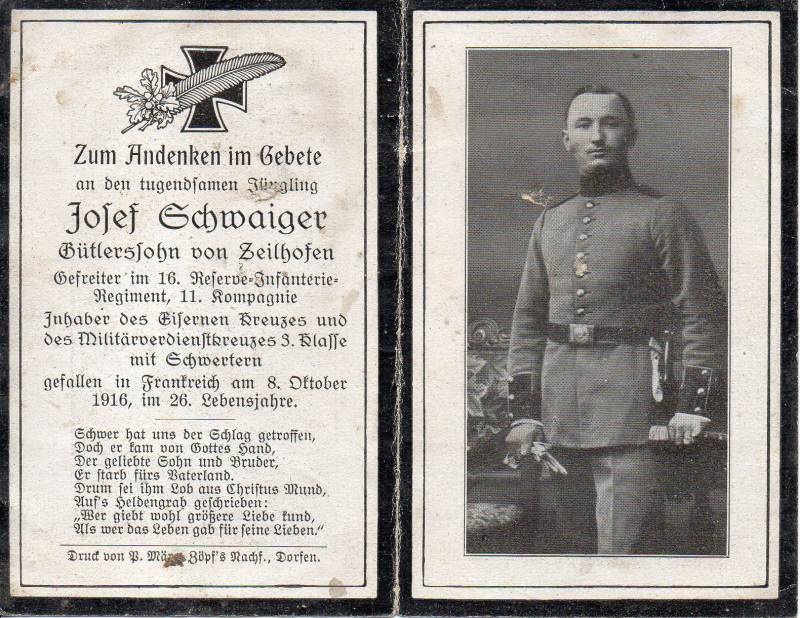 Zum Andenken im Gebete
an den tugendsamen Jüngling
Josef Schwaiger
Gütlerssohn von Zeilhofen
Gefreiter im 16. Reserve-Infanterie-
Regiment, 11. Kompagnie
Inhaber des Eisernen Kreuzes und
des Militärverdienstkreuzes 3. Klasse
mit Schwertern
gefallen in Frankreich am 8. Oktober
1916, im 26. Lebensjahre.
Schwer hat uns der Schlag getroffen,
Doch er kam von Gottes Hand,
Der geliebte Sohn und Bruder,
Er starb fürs Vaterland.
Drum sei ihm Lob aus Christus Mund,
Auf's Heldengrab geschrieben:
„Wer giebt wohl größere Liebe kund,
Als wer das Leben gab für seine Lieben.“
Druck von P. Zöpf's Nachf., Dorfen.